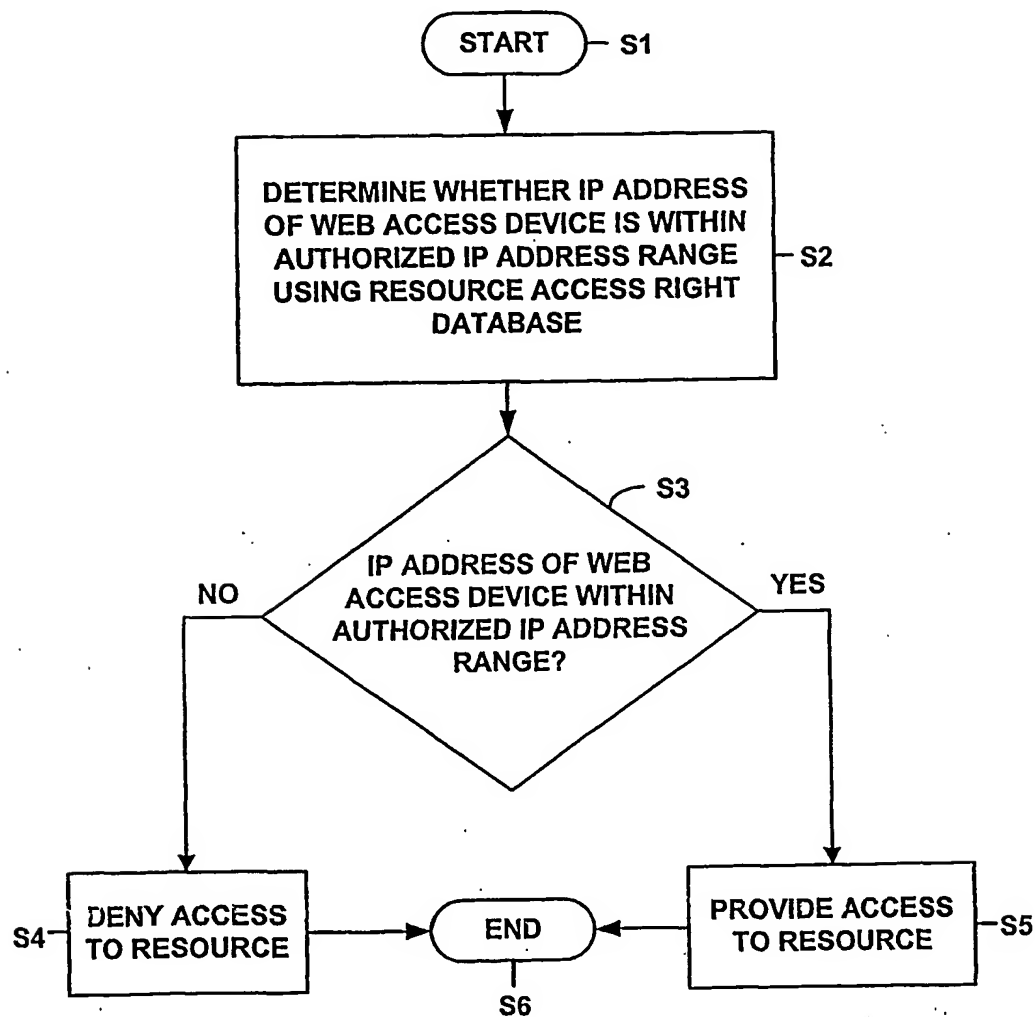 START
S1
DETERMINE WHETHER IP ADDRESS
OF WEB ACCESS DEVICE IS WITHIN
AUTHORIZED IP ADDRESS RANGE
USING RESOURCE ACCESS RIGHT
DATABASE
S2
S3
IP ADDRESS OF WEB
ACCESS DEVICE WITHIN
AUTHORIZED IP ADDRESS
RANGE?
NO
YES
S4
DENY ACCESS
TO RESOURCE
END
S6
PROVIDE ACCESS
TO RESOURCE
S5